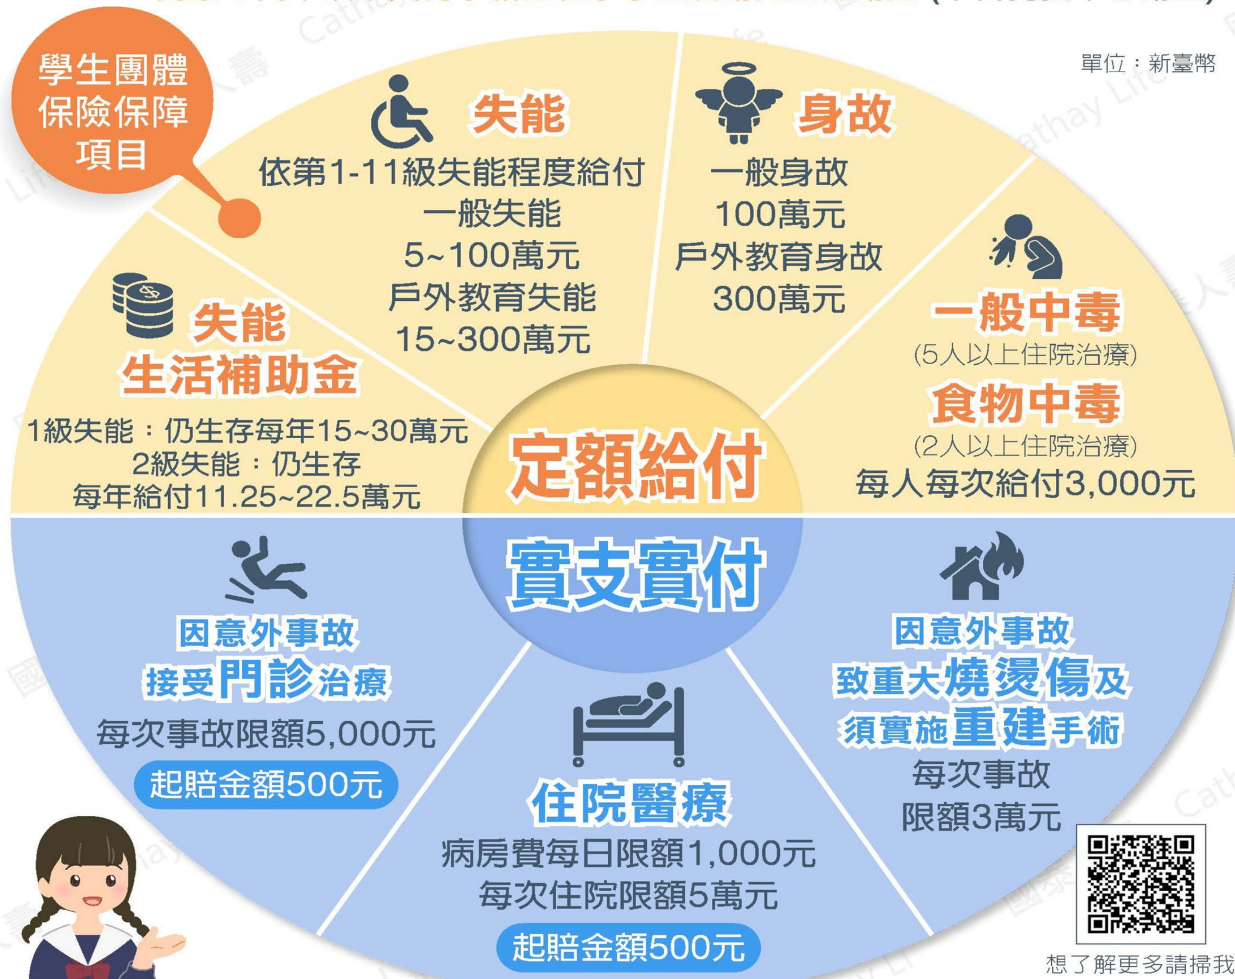 學生團體
保險保障
項目
單位：新臺幣
失能
依第1-11級失能程度給付
一般失能
5~100萬元
戶外教育失能
15~300萬元
身故
一般身故
100萬元
戶外教育身故
300萬元
失能
生活補助金
1級失能：仍生存每年15~30萬元
2級失能：仍生存
每年給付11.25~22.5萬元
一般中毒
(5人以上住院治療)
食物中毒
(2人以上住院治療)
每人每次給付3,000元
定額給付
實支實付
因意外事故
接受門診治療
每次事故限額5,000元
起賠金額500元
住院醫療
病房費每日限額1,000元
每次住院限額5萬元
起賠金額500元
因意外事故
致重大燒燙傷及
須實施重建手術
每次事故
限額3萬元
想了解更多請掃我